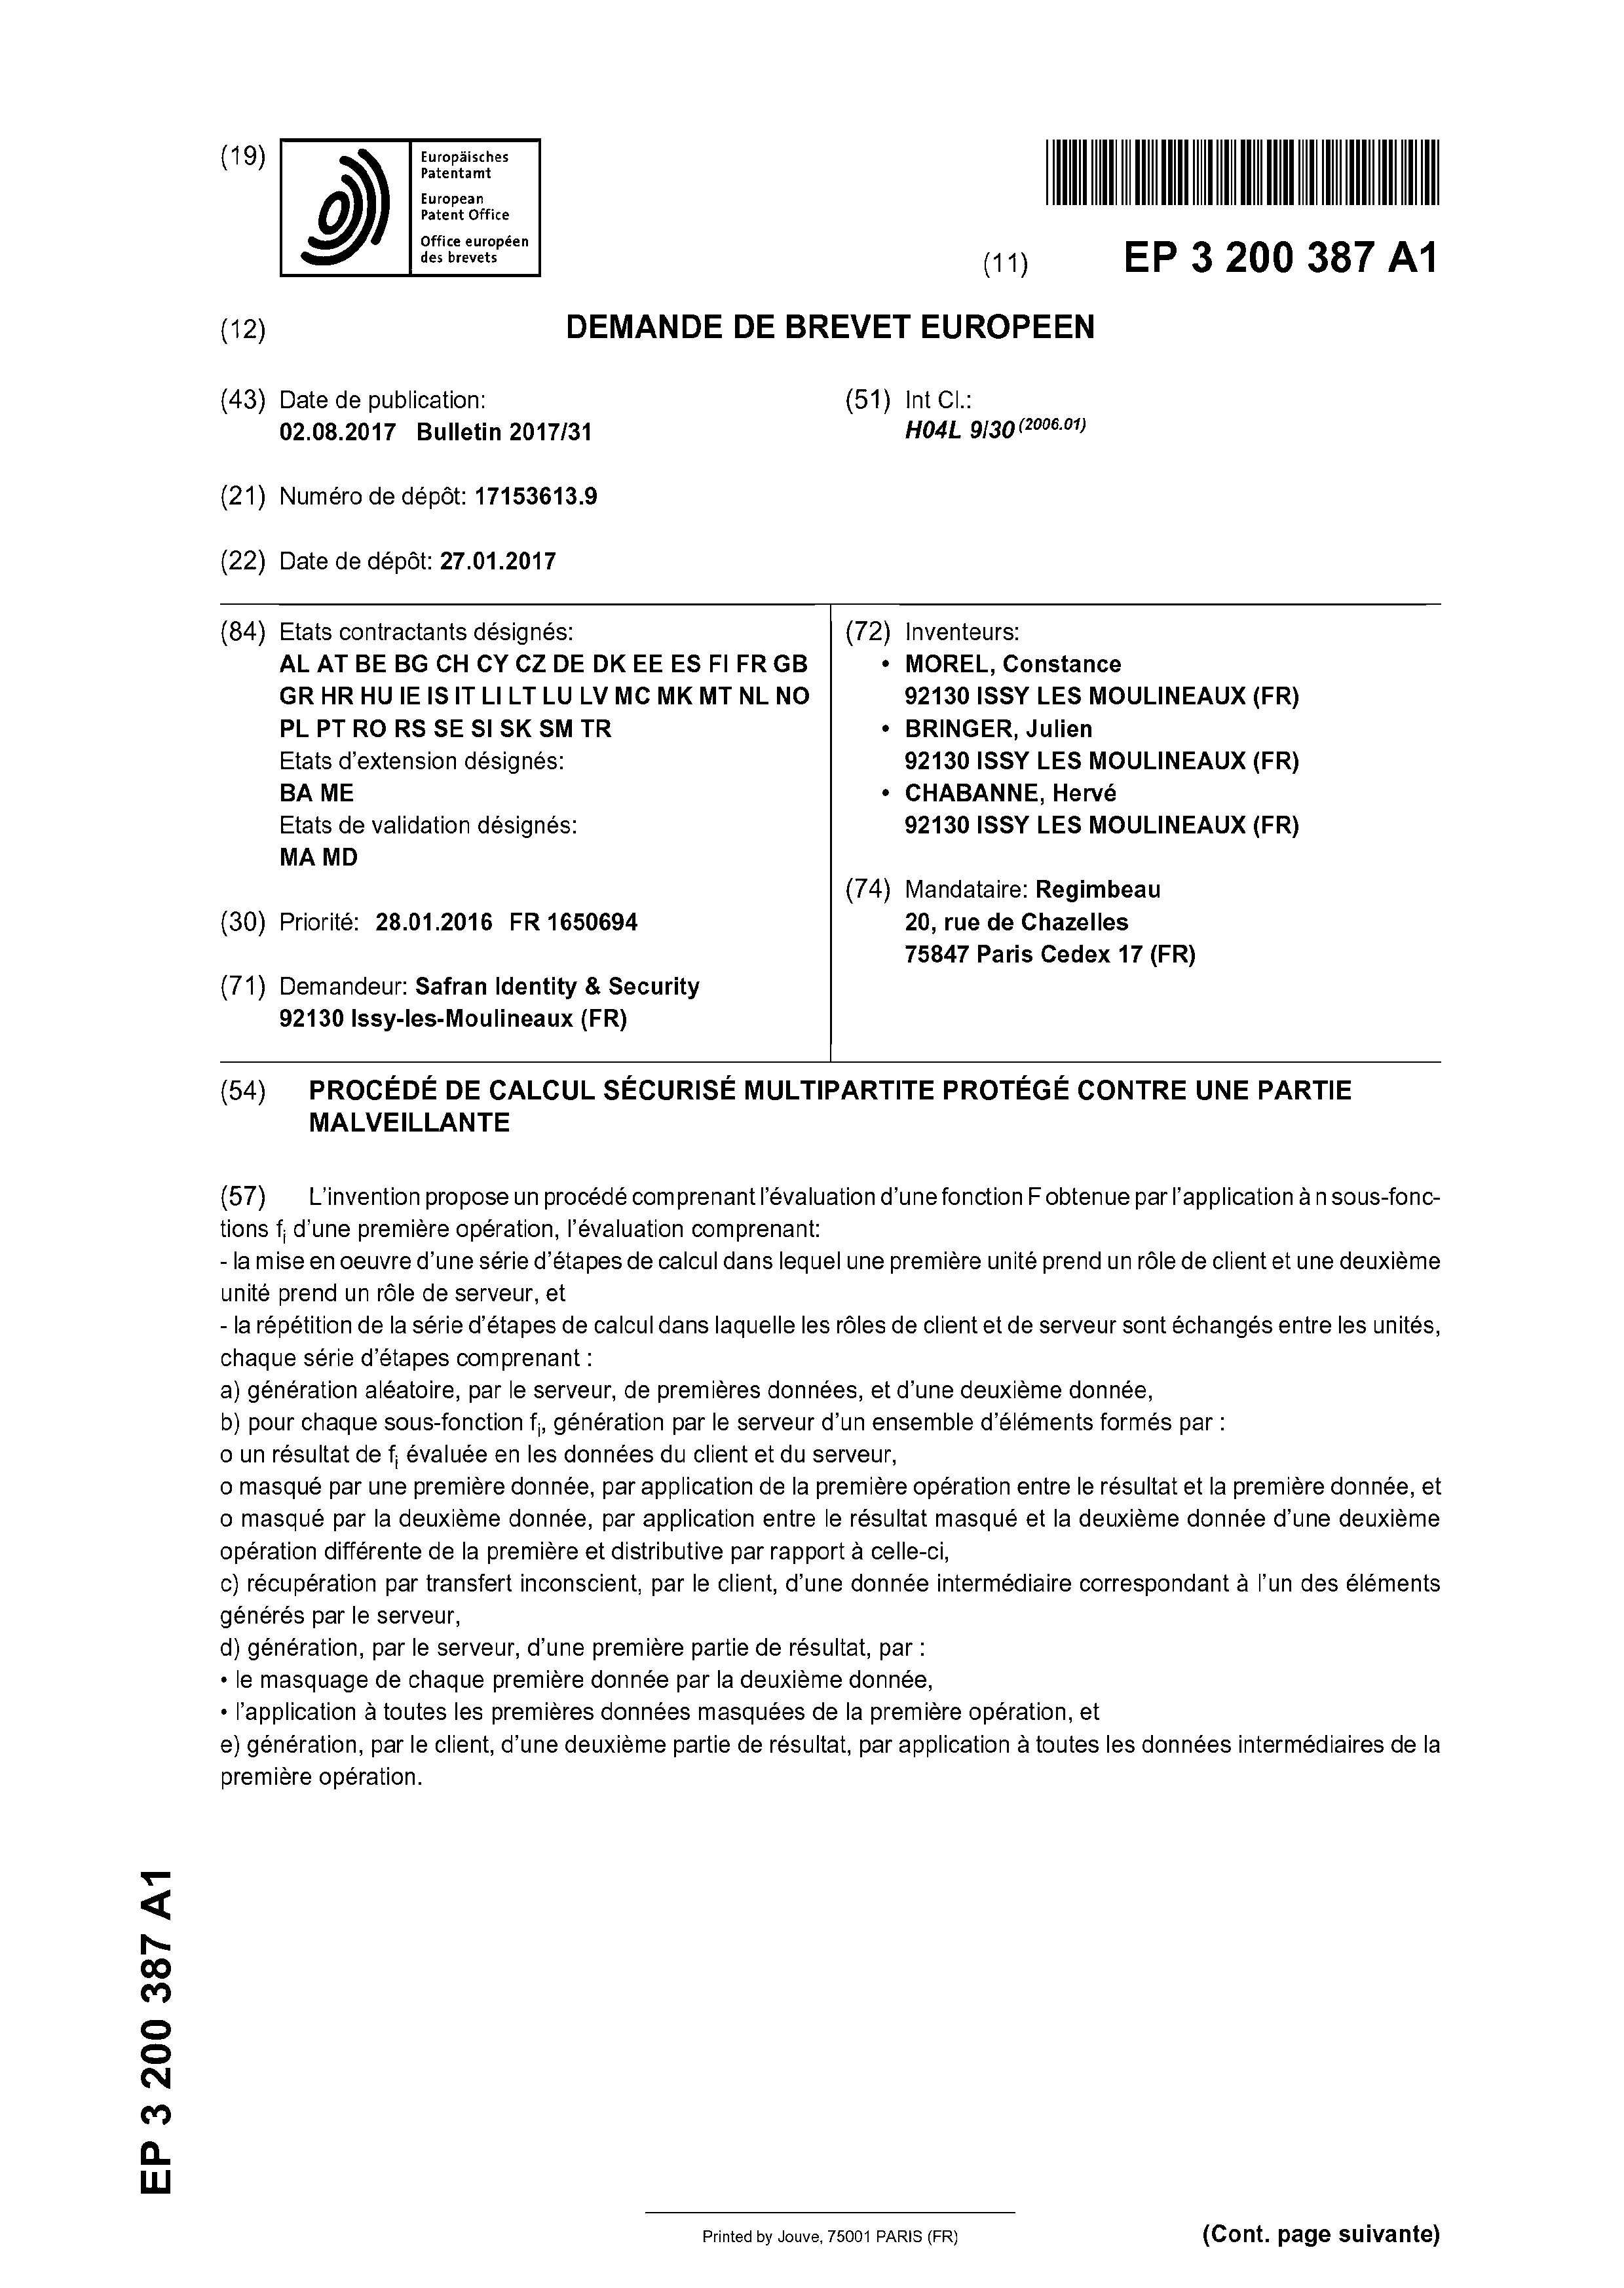 (19)
Europäisches
Patentamt
European
Patent Office
Office européen
des brevets
(11) EP 3 200 387 A1
(12) DEMANDE DE BREVET EUROPEEN
(43) Date de publication:
02.08.2017 Bulletin 2017/31
(51) Int Cl.:
H04L 9/30 (2006.01)
(21) Numéro de dépôt: 17153613.9
(22) Date de dépôt: 27.01.2017
(84) Etats contractants désignés:
AL AT BE BG CH CY CZ DE DK EE ES FI FR GB
GR HR HU IE IS IT LI LT LU LV MC MK MT NL NO
PL PT RO RS SE SI SK SM TR
Etats d'extension désignés:
BA ME
Etats de validation désignés:
MA MD
(30) Priorité: 28.01.2016 FR 1650694
(71) Demandeur: Safran Identity & Security
92130 Issy-les-Moulineaux (FR)
(72) Inventeurs:
• MOREL, Constance
92130 ISSY LES MOULINEAUX (FR)
• BRINGER, Julien
92130 ISSY LES MOULINEAUX (FR)
• CHABANNE, Hervé
92130 ISSY LES MOULINEAUX (FR)
(74) Mandataire: Regimbeau
20, rue de Chazelles
75847 Paris Cedex 17 (FR)
(54) PROCÉDÉ DE CALCUL SÉCURISÉ MULTIPARTITE PROTÉGÉ CONTRE UNE PARTIE
MALVEILLANTE
(57) L'invention propose un procédé comprenant l'évaluation d'une fonction F obtenue par l'application à n sous-fonc-
tions fi d'une première opération, l'évaluation comprenant:
- la mise en oeuvre d'une série d'étapes de calcul dans lequel une première unité prend un rôle de client et une deuxième
unité prend un rôle de serveur, et
- la répétition de la série d'étapes de calcul dans laquelle les rôles de client et de serveur sont échangés entre les unités,
chaque série d'étapes comprenant :
a) génération aléatoire, par le serveur, de premières données, et d'une deuxième donnée,
b) pour chaque sous-fonction fi, génération par le serveur d'un ensemble d'éléments formés par :
o un résultat de fi évaluée en les données du client et du serveur,
o masqué par une première donnée, par application de la première opération entre le résultat et la première donnée, et
o masqué par la deuxième donnée, par application entre le résultat masqué et la deuxième donnée d'une deuxième
opération différente de la première et distributive par rapport à celle-ci,
c) récupération par transfert inconscient, par le client, d'une donnée intermédiaire correspondant à l'un des éléments
générés par le serveur,
d) génération, par le serveur, d'une première partie de résultat, par :
• le masquage de chaque première donnée par la deuxième donnée,
• l'application à toutes les premières données masquées de la première opération, et
e) génération, par le client, d'une deuxième partie de résultat, par application à toutes les données intermédiaires de la
première opération.
EP 3 200 387 A1
Printed by Jouve, 75001 PARIS (FR)
(Cont. page suivante)